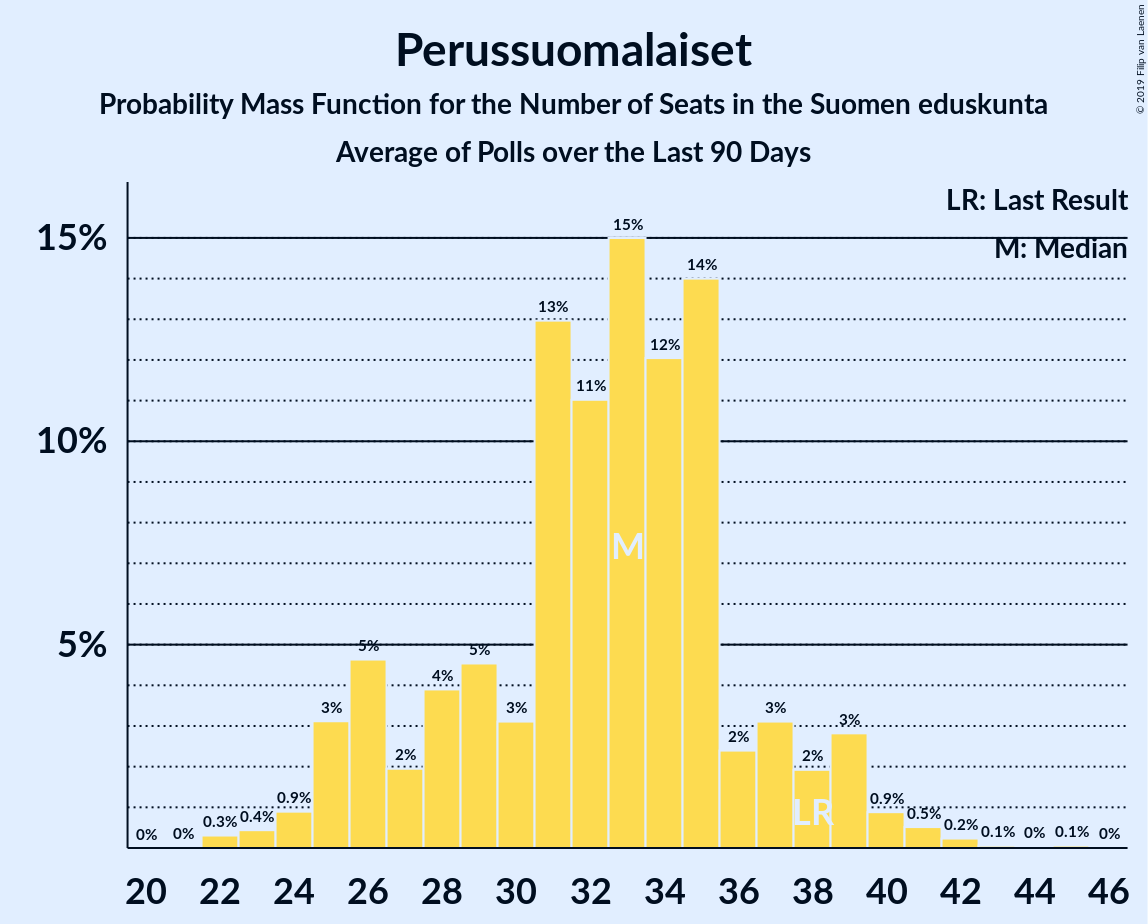 Perussuomalaiset
Probability Mass Function for the Number of Seats in the Suomen eduskunta
Average of Polls over the Last 90 Days
© 2019 Filip van Laenen
LR: Last Result
M: Median
15%
10%
5%
0% 0% 0.3% 0.4% 0.9% 3% 5% 2% 4% 5% 3% 13% 11% 15% 12% 14% 2% 3% 2% 3% 0.9% 0.5% 0.2% 0.1% 0% 0.1% 0%
M
LR
20 22 24 26 28 30 32 34 36 38 40 42 44 46